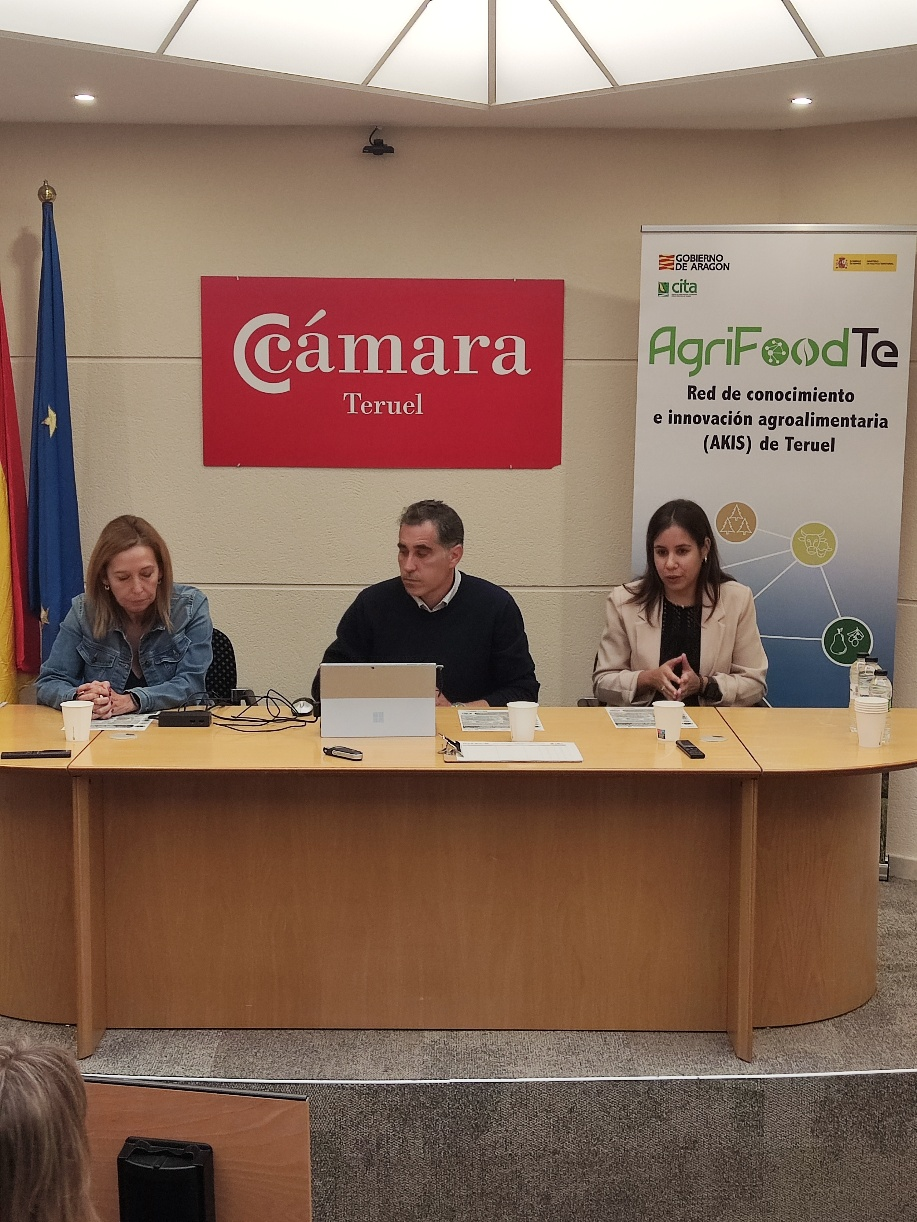 Cámara
Teruel
GOBIERNO
DE ARAGON
cita
AgriFoodTe
Red de conocimiento
e innovación agroalimentaria
(AKIS) de Teruel